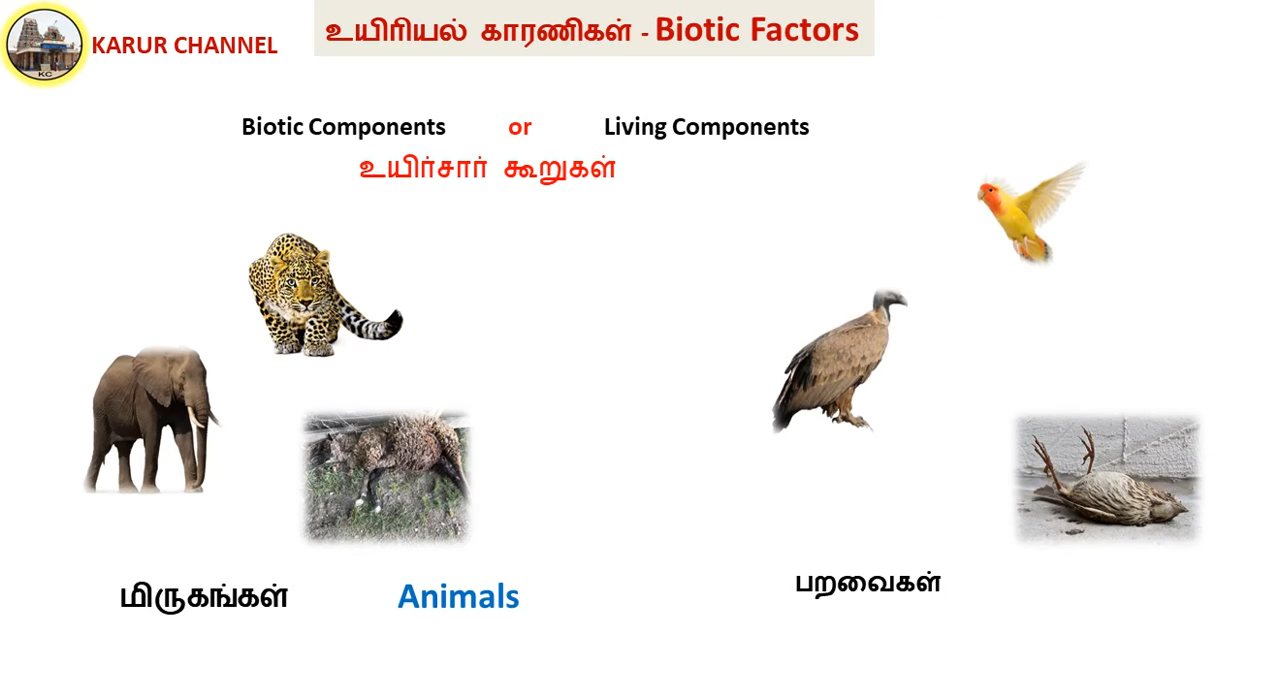 KARUR CHANNEL
KC
உயிரியல் காரணிகள் - Biotic Factors
Biotic Components or Living Components
உயிர்சார் கூறுகள்
மிருகங்கள் Animals
பறவைகள்